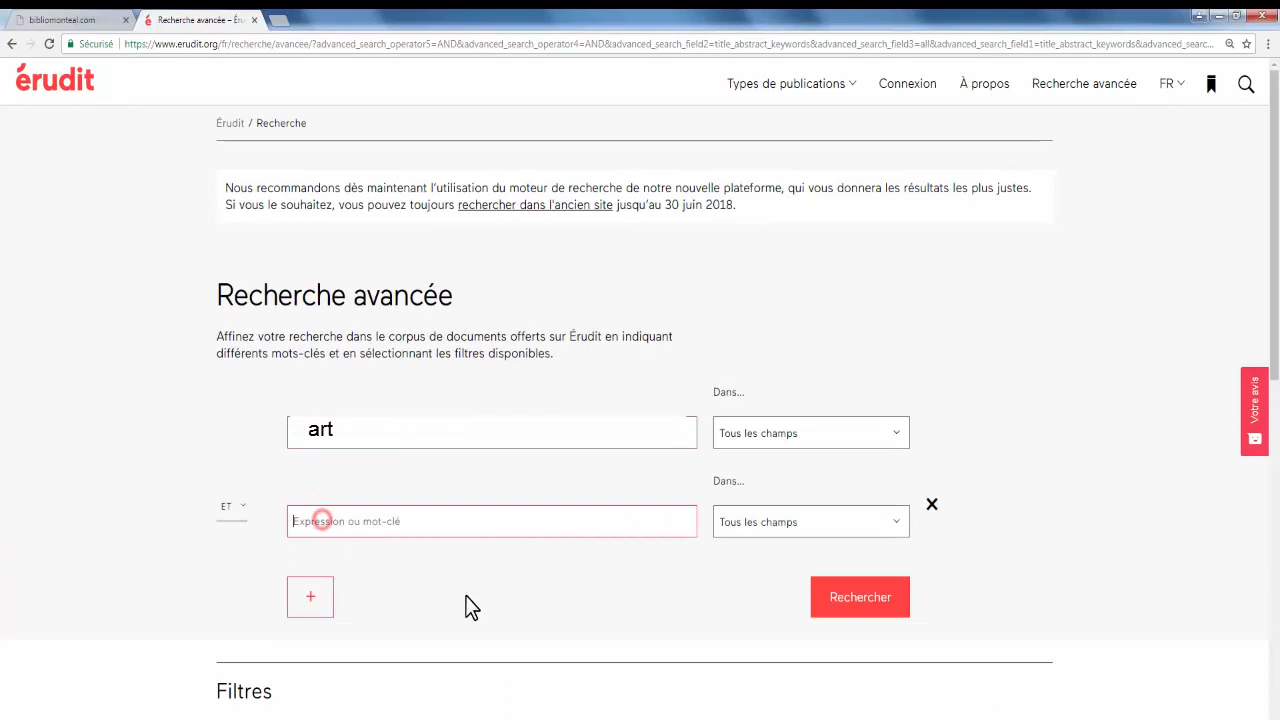 bibliomonteal.com
Recherche avancée – Éru
Sécurisé
https://www.erudit.org/fr/recherche/avancee/?advanced_search_operator5=AND&advanced_search_operator4=AND&advanced_search_field2=title_abstract_keywords&advanced_search_field3=all&advanced_search_field1=title_abstract_keywords&advanced_searc...
érudit
Types de publications
Connexion
À propos
Recherche avancée
FR
Érudit / Recherche
Nous recommandons dès maintenant l'utilisation du moteur de recherche de notre nouvelle plateforme, qui vous donnera les résultats les plus justes.
Si vous le souhaitez, vous pouvez toujours rechercher dans l'ancien site jusqu'au 30 juin 2018.
Recherche avancée
Affinez votre recherche dans le corpus de documents offerts sur Érudit en indiquant
différents mots-clés et en sélectionnant les filtres disponibles.
Dans...
art
Tous les champs
Votre avis
Dans...
ET
Expression ou mot-clé
Tous les champs
x
+
Rechercher
Filtres